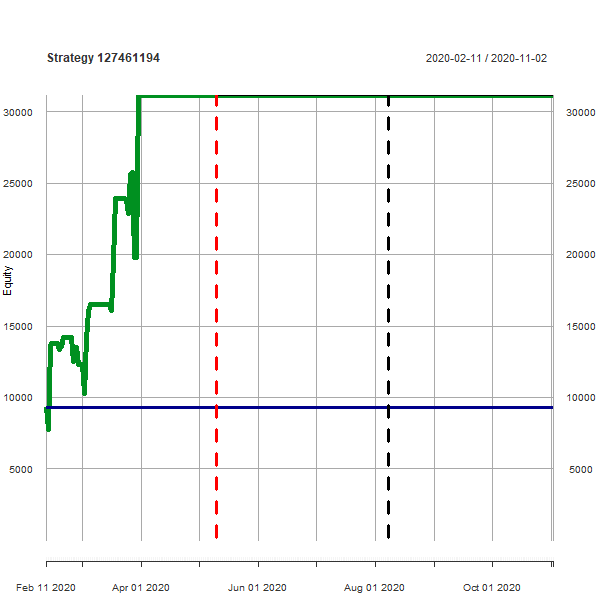 Strategy 127461194
2020-02-11 / 2020-11-02
30000
30000
25000
25000
20000
20000
Equity
15000
15000
10000
10000
5000
5000
Feb 11 2020
Apr 01 2020
Jun 01 2020
Aug 01 2020
Oct 01 2020